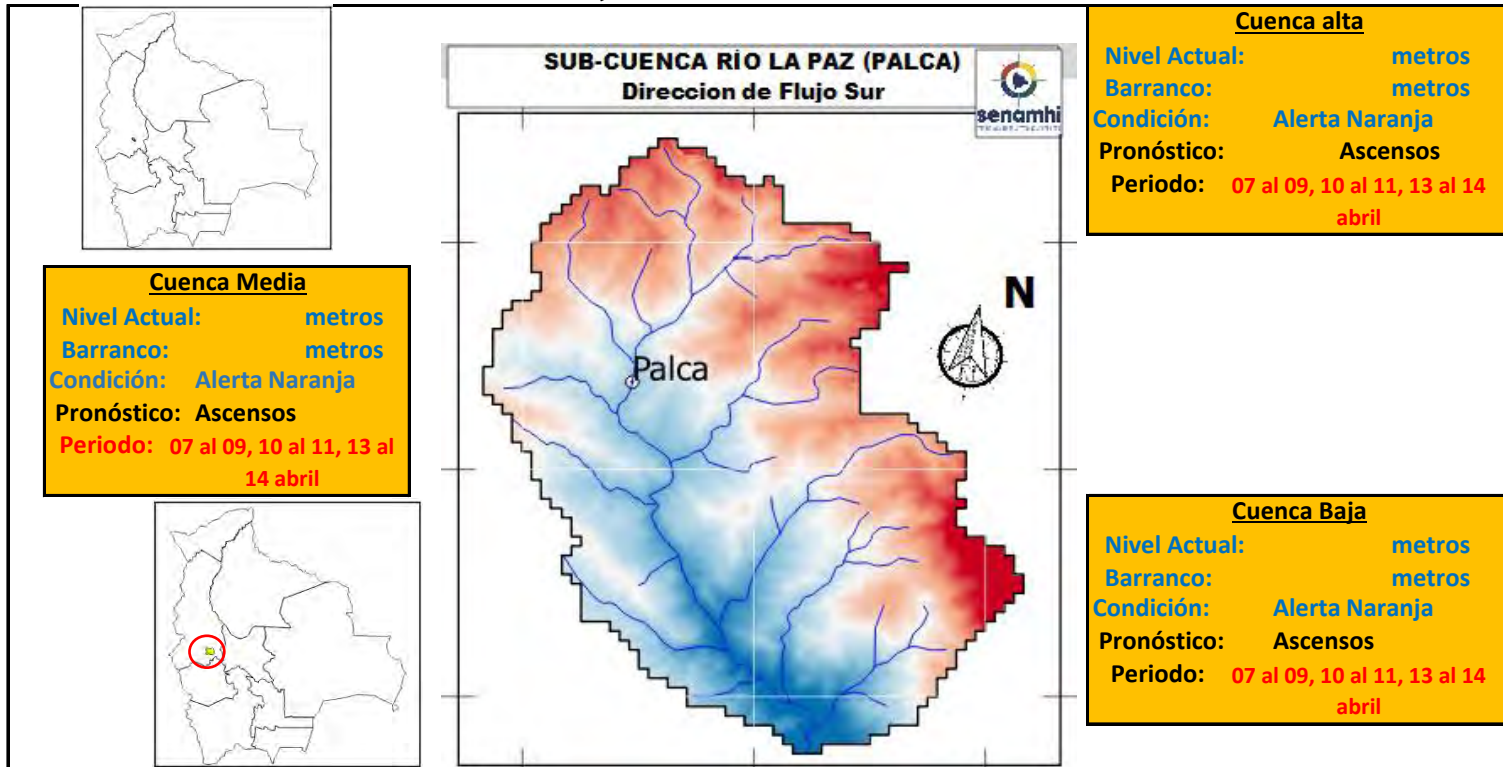 SUB-CUENCA RÍO LA PAZ (PALCA)
Direccion de Flujo Sur
senamhi
Cuenca alta
Nivel Actual: metros
Barranco: metros
Condición: Alerta Naranja
Pronóstico: Ascensos
Periodo: 07 al 09, 10 al 11, 13 al 14
abril
Cuenca Media
Nivel Actual: metros
Barranco: metros
Condición: Alerta Naranja
Pronóstico: Ascensos
Periodo: 07 al 09, 10 al 11, 13 al
14 abril
N
Palca
Cuenca Baja
Nivel Actual: metros
Barranco: metros
Condición: Alerta Naranja
Pronóstico: Ascensos
Periodo: 07 al 09, 10 al 11, 13 al 14
abril